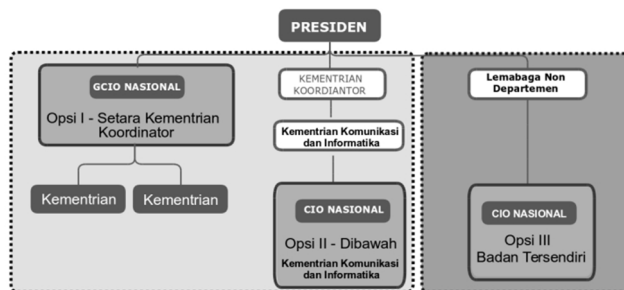 PRESIDEN
GCIO NASIONAL
Opsi I - Setara Kementrian
Koordinator
Kementrian
Kementrian
KEMENTRIAN
KOORDIANTOR
Kementrian Komunikasi
dan Informatika
CIO NASIONAL
Opsi II - Dibawah
Kementrian Komunikasi
dan Informatika
Lemabaga Non
Departemen
CIO NASIONAL
Opsi III
Badan Tersendiri